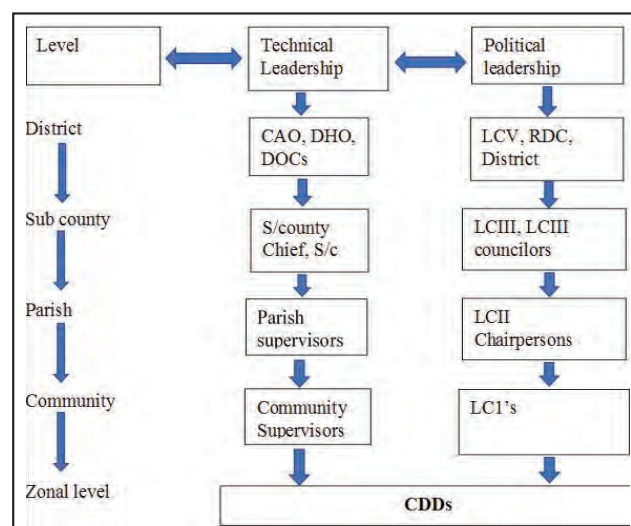 Level
Technical
Leadership
Political
leadership
District
CAO, DHO,
DOCs
LCV, RDC,
District
Sub county
S/county
Chief, S/c
LCIII, LCIII
councilors
Parish
Parish
supervisors
LCII
Chairpersons
Community
Community
Supervisors
LC1's
Zonal level
CDDs